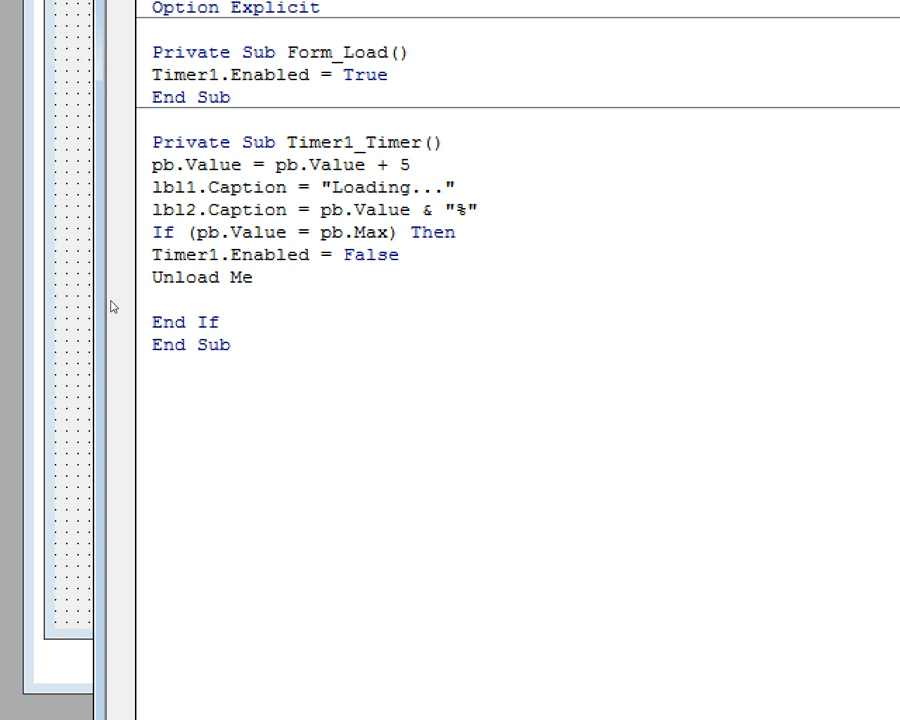 Option Explicit
Private Sub Form_Load()
Timer1.Enabled = True
End Sub
Private Sub Timer1_Timer()
pb.Value = pb.Value + 5
lbl1.Caption = "Loading..."
lbl2.Caption = pb.Value & "%"
If (pb.Value = pb.Max) Then
Timer1.Enabled = False
Unload Me
End If
End Sub